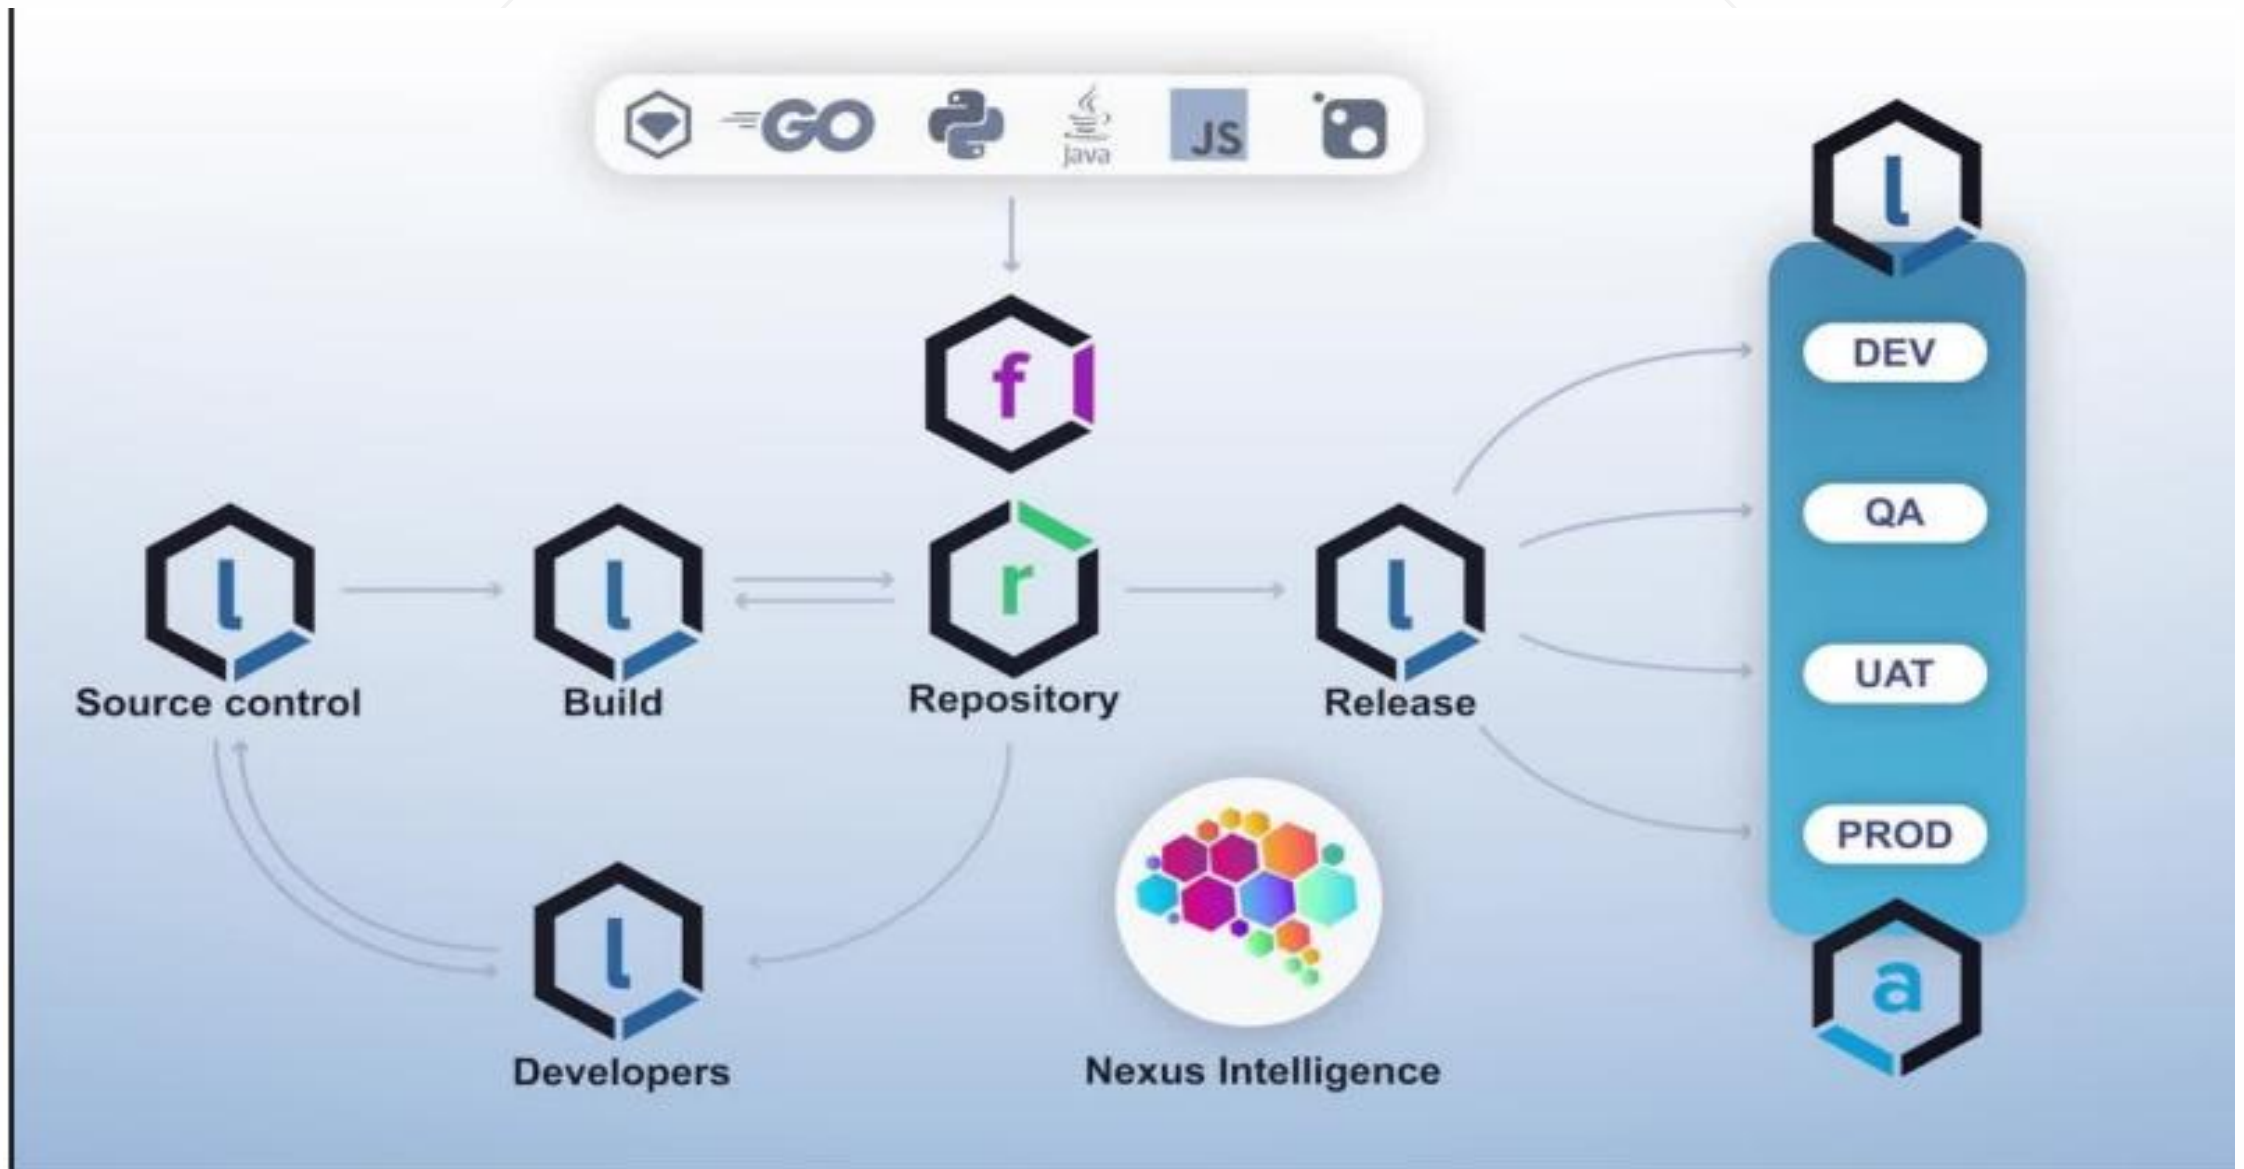 GO
Java
JS
l
DEV
f
QA
l
l
r
l
Source control
Build
Repository
Release
UAT
PROD
l
a
Developers
Nexus Intelligence